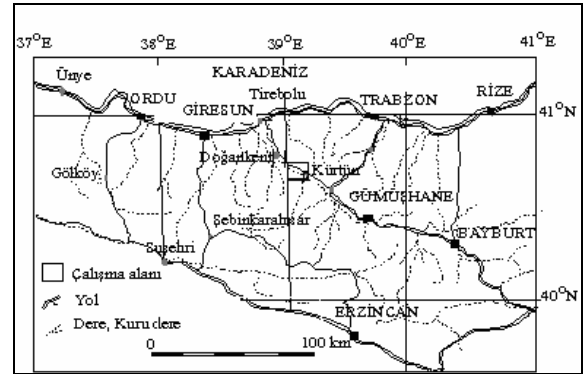 37°E 38°E 39°E 40°E 41°E
Ünye
KARADENİZ
Tirebolu
ORDU
GİRESUN
TRABZON
RİZE
41°N
Doğankent
Kürtün
Gölköy
GÜMÜŞHANE
Şebinkarahisar
BAYBURT
Suşehri
Çalışma alanı
Yol
40°N
Dere, Kuru dere
ERZİNCAN
0 100 km